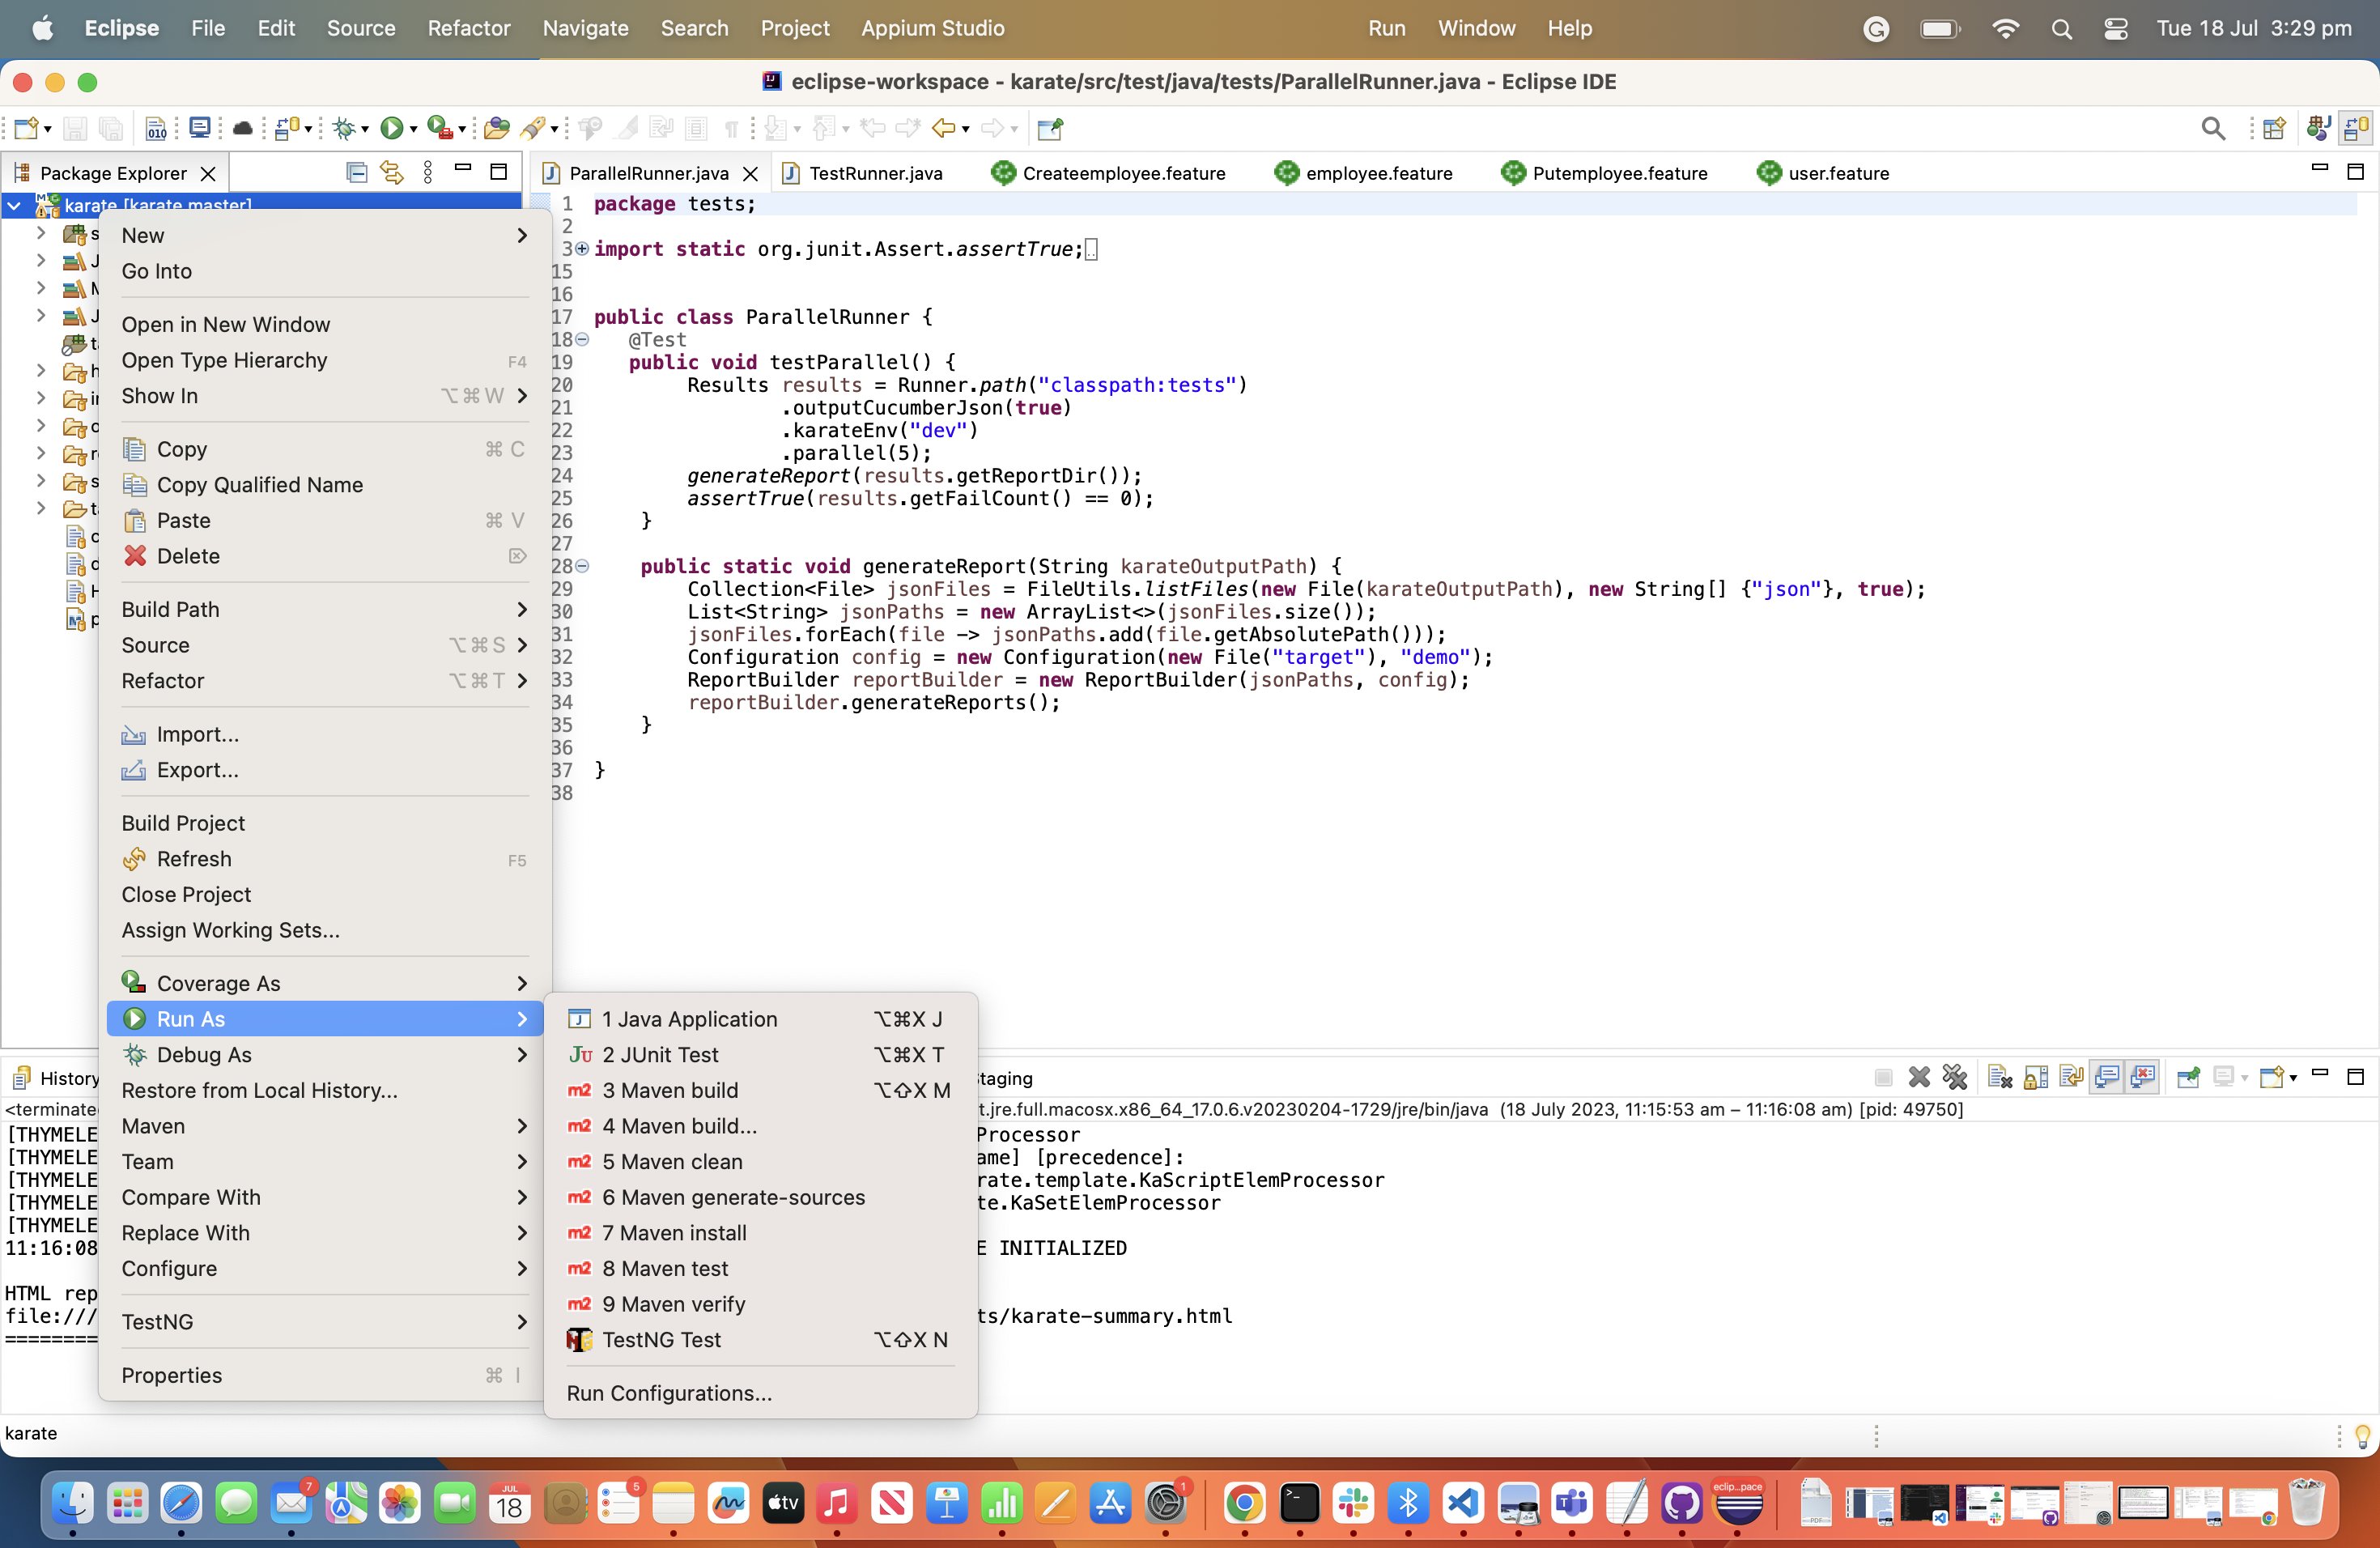 Eclipse File Edit Source Refactor Navigate Search Project Appium Studio Run Window Help Tue 18 Jul 3:29 pm
eclipse-workspace - karate/src/test/java/tests/ParallelRunner.java - Eclipse IDE
Package Explorer
ParallelRunner.java TestRunner.java Createemployee.feature employee.feature Putemployee.feature user.feature
karate [karate master]
New
Go Into
Open in New Window
Open Type Hierarchy F4
Show In ⌥⌘W
Copy ⌘ C
Copy Qualified Name
Paste ⌘ V
Delete
Build Path
Source ⌥⌘S
Refactor ⌥⌘T
Import...
Export...
Build Project
Refresh F5
Close Project
Assign Working Sets...
Coverage As
Run As
Debug As
Restore from Local History...
Maven
Team
Compare With
Replace With
Configure
TestNG
Properties ⌘ I
1 Java Application ⌥⌘X J
2 JUnit Test ⌥⌘X T
3 Maven build ⌥⇧X M
4 Maven build...
5 Maven clean
6 Maven generate-sources
7 Maven install
8 Maven test
9 Maven verify
TestNG Test ⌥⇧X N
Run Configurations...
1 package tests;
2
3 import static org.junit.Assert.assertTrue;
15
16
17 public class ParallelRunner {
18 @Test
19 public void testParallel() {
20 Results results = Runner.path("classpath:tests")
21 .outputCucumberJson(true)
22 .karateEnv("dev")
23 .parallel(5);
24 generateReport(results.getReportDir());
25 assertTrue(results.getFailCount() == 0);
26 }
27
28 public static void generateReport(String karateOutputPath) {
29 Collection<File> jsonFiles = FileUtils.listFiles(new File(karateOutputPath), new String[] {"json"}, true);
30 List<String> jsonPaths = new ArrayList<>(jsonFiles.size());
31 jsonFiles.forEach(file -> jsonPaths.add(file.getAbsolutePath()));
32 Configuration config = new Configuration(new File("target"), "demo");
33 ReportBuilder reportBuilder = new ReportBuilder(jsonPaths, config);
34 reportBuilder.generateReports();
35 }
36
37 }
38
History taging
<terminate t.jre.full.macosx.x86_64_17.0.6.v20230204-1729/jre/bin/java (18 July 2023, 11:15:53 am – 11:16:08 am) [pid: 49750]
[THYMELE Processor
[THYMELE ame] [precedence]:
[THYMELE rate.template.KaScriptElemProcessor
[THYMELE te.KaSetElemProcessor
[THYMELE
11:16:08 E INITIALIZED
HTML rep
file:/// ts/karate-summary.html
========
karate
7 JUL 18 5 tv 1 eclip...pace
PDF